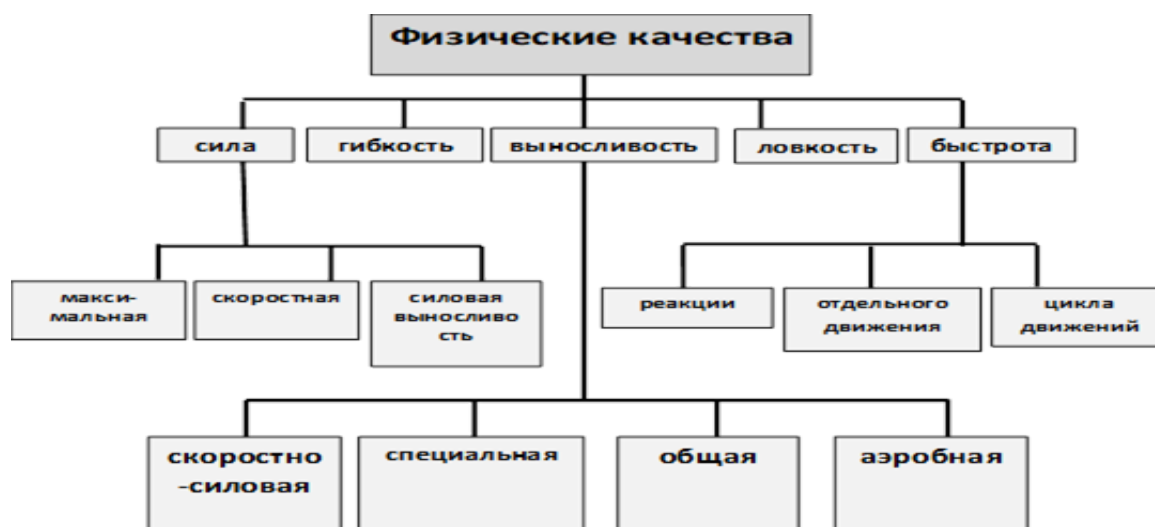 Физические качества
сила
гибкость
выносливость
ловкость
быстрота
макси-
мальная
скоростная
силовая
выносливо
сть
реакции
отдельного
движения
цикла
движений
скоростно
-силовая
специальная
общая
аэробная